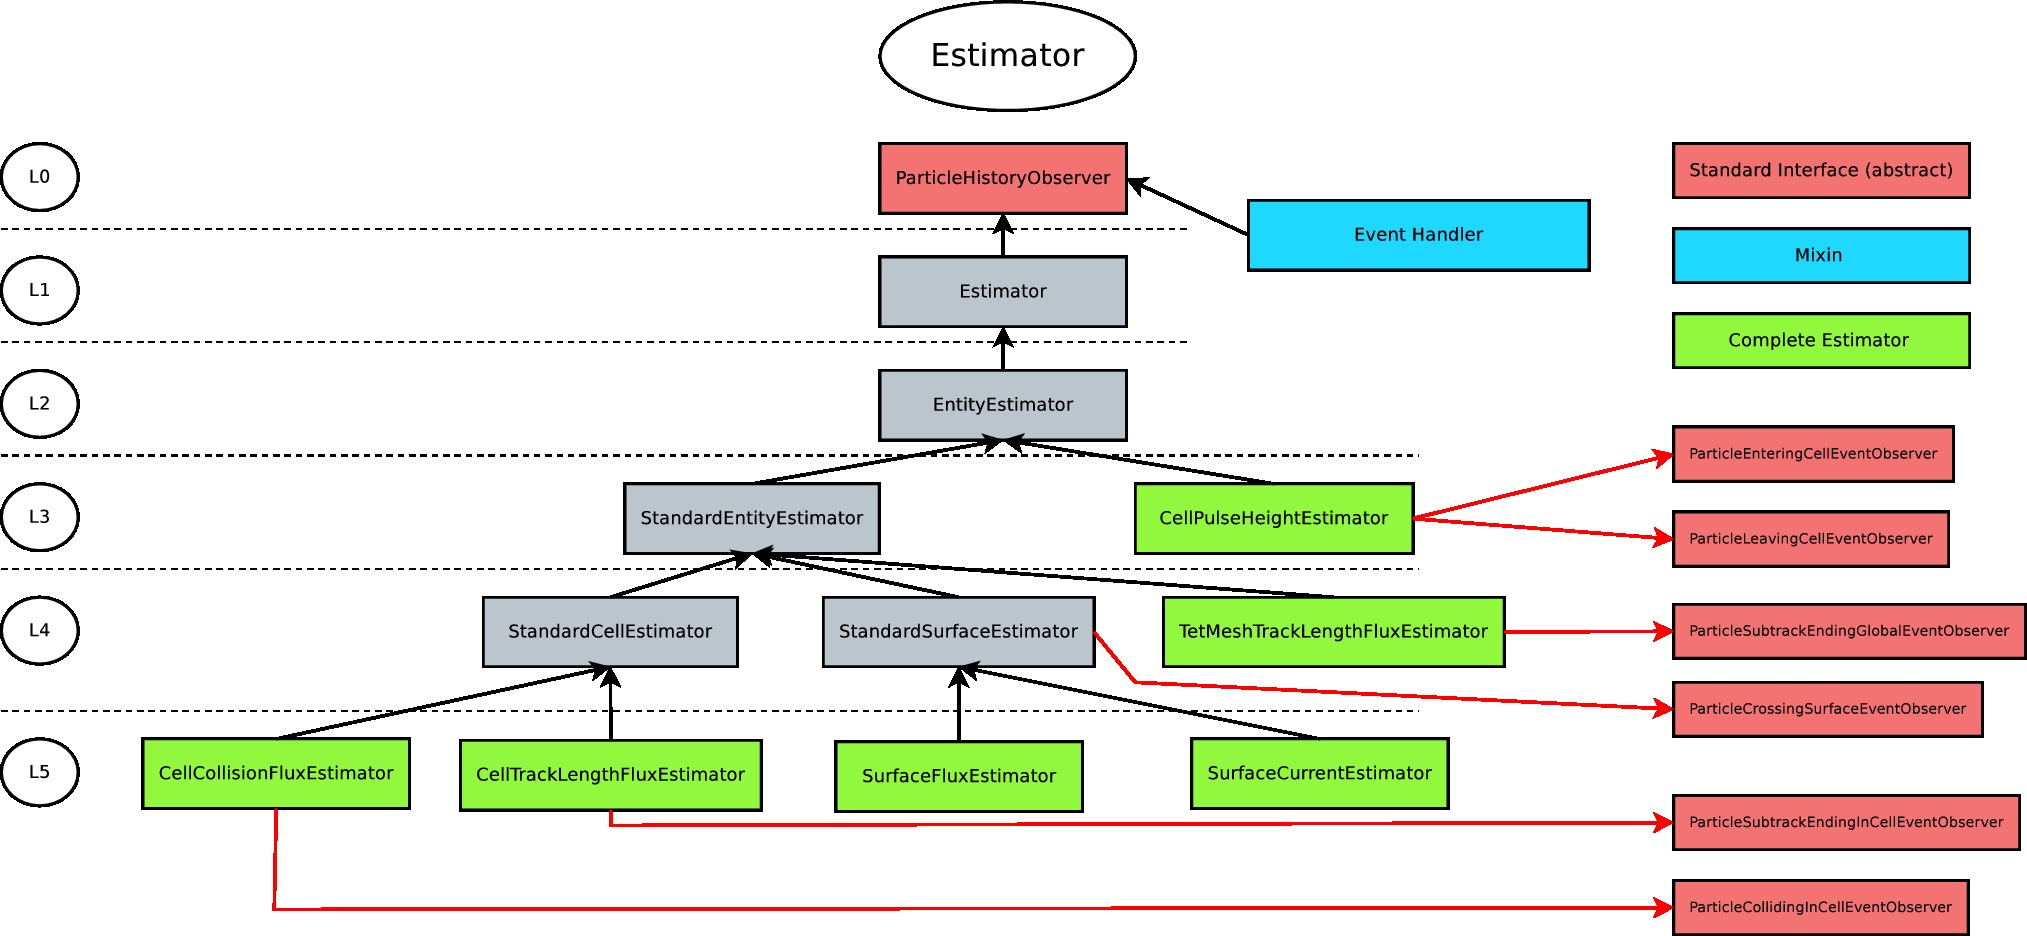 Estimator
L0
ParticleHistoryObserver
Standard Interface (abstract)
Event Handler
Mixin
L1
Estimator
Complete Estimator
L2
EntityEstimator
ParticleEnteringCellEventObserver
L3
StandardEntityEstimator
CellPulseHeightEstimator
ParticleLeavingCellEventObserver
L4
StandardCellEstimator
StandardSurfaceEstimator
TetMeshTrackLengthFluxEstimator
ParticleSubtrackEndingGlobalEventObserver
ParticleCrossingSurfaceEventObserver
L5
CellCollisionFluxEstimator
CellTrackLengthFluxEstimator
SurfaceFluxEstimator
SurfaceCurrentEstimator
ParticleSubtrackEndingInCellEventObserver
ParticleCollidingInCellEventObserver